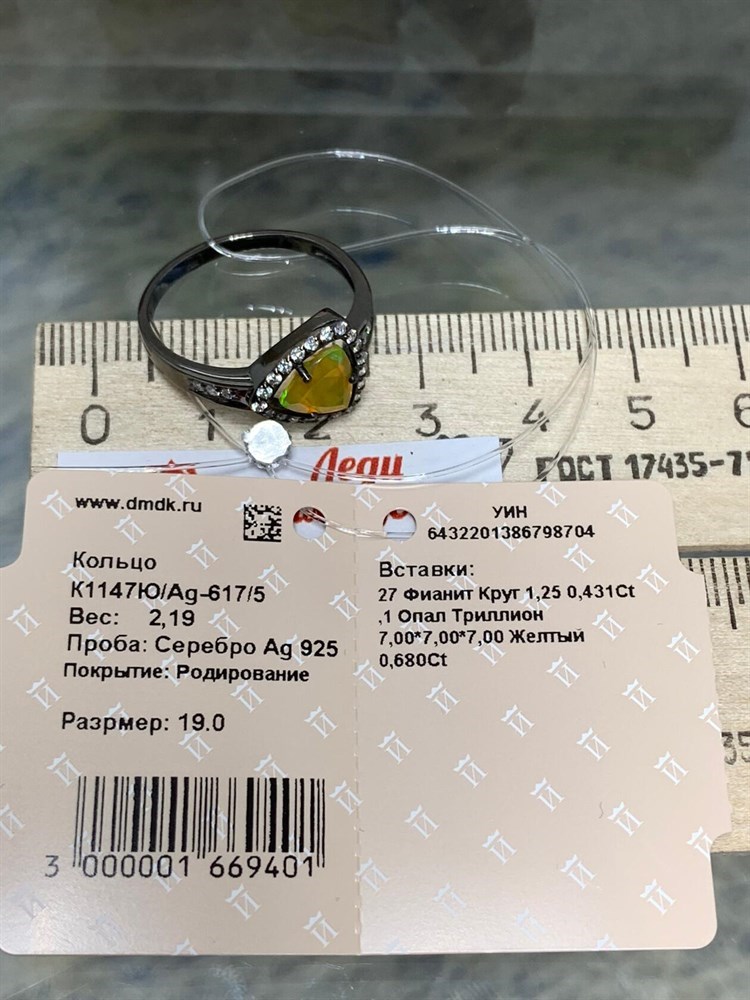 0 1 2 3 4 5 6
Леди
ГОСТ 17435-7
www.dmdk.ru
Кольцо
К1147Ю/Ag-617/5
Вес: 2,19
Проба: Серебро Ag 925
Покрытие: Родирование
Разрмер: 19.0
3 000001 669401
УИН
6432201386798704
Вставки:
27 Фианит Круг 1,25 0,431Ct
,1 Опал Триллион
7,00*7,00*7,00 Желтый
0,680Ct